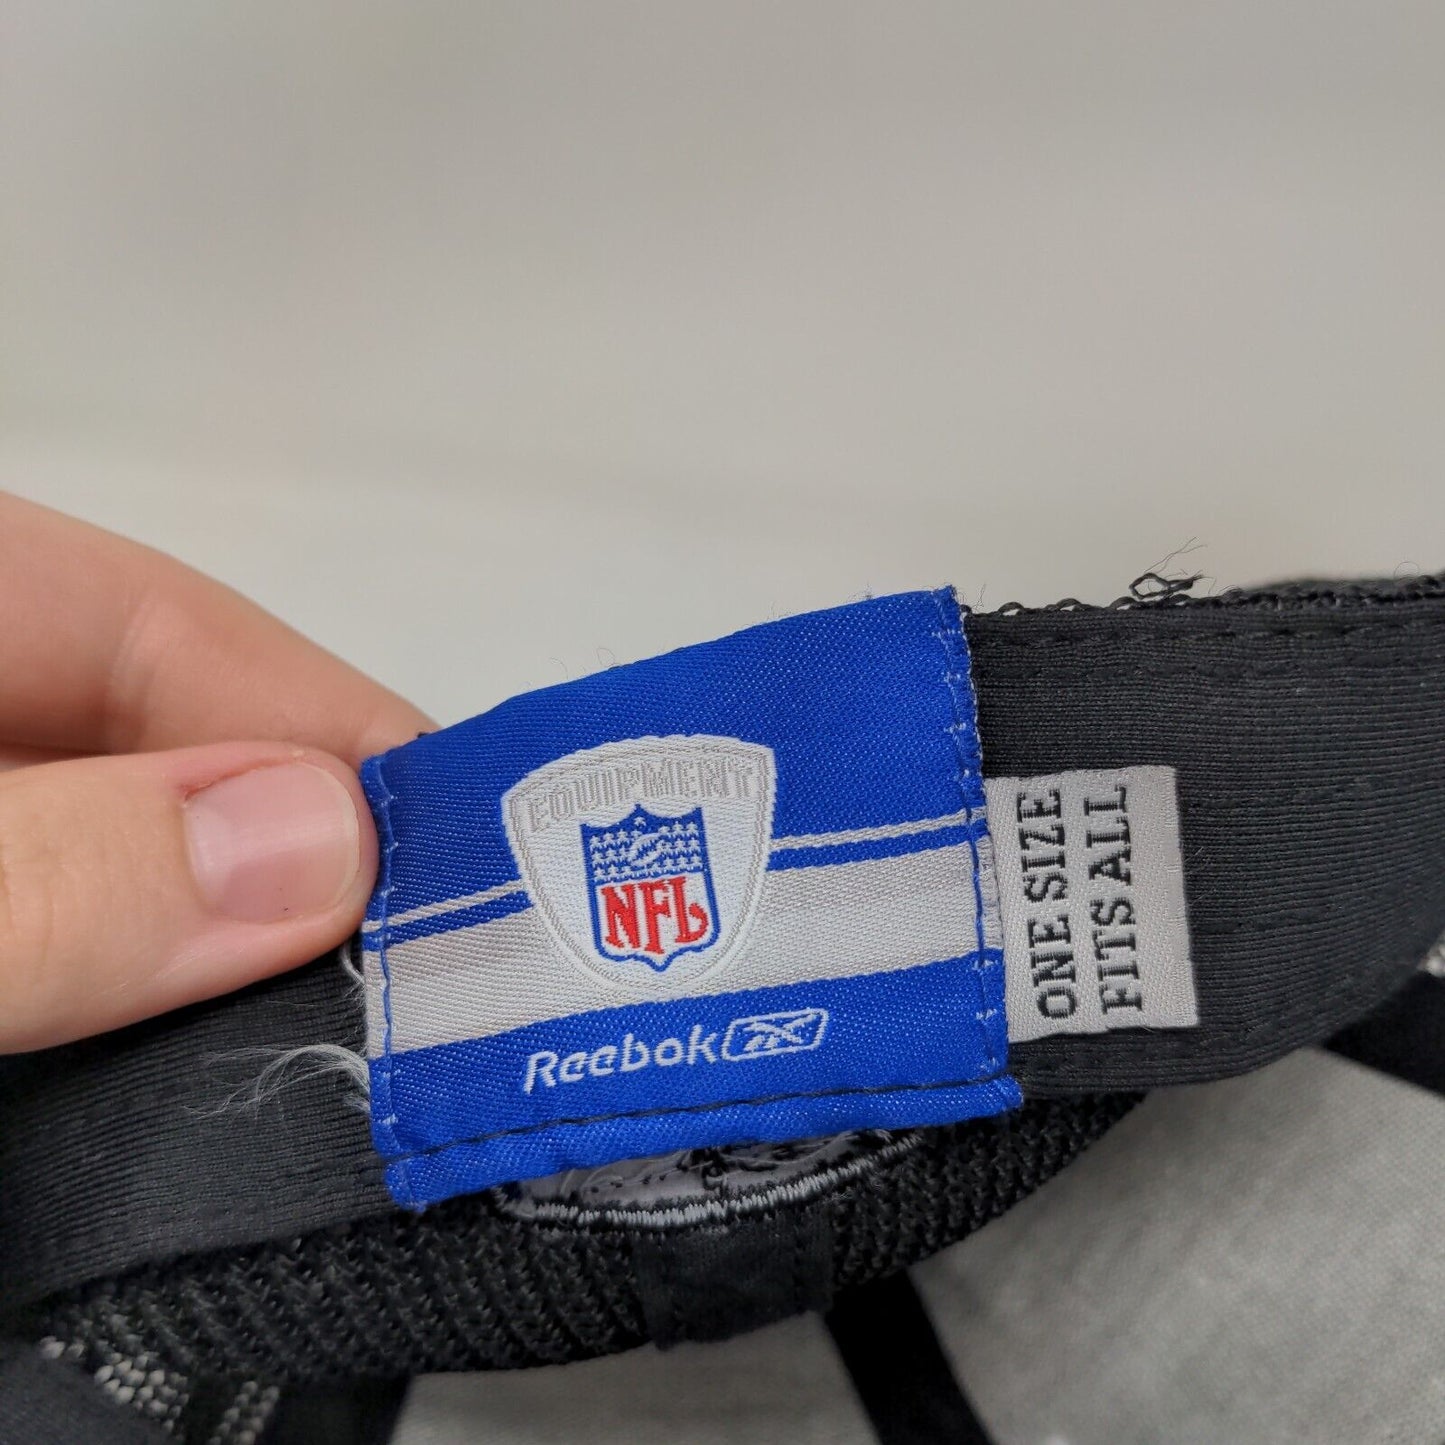 EQUIPMENT
NFL
Reebok
ONE SIZE
FITS ALL